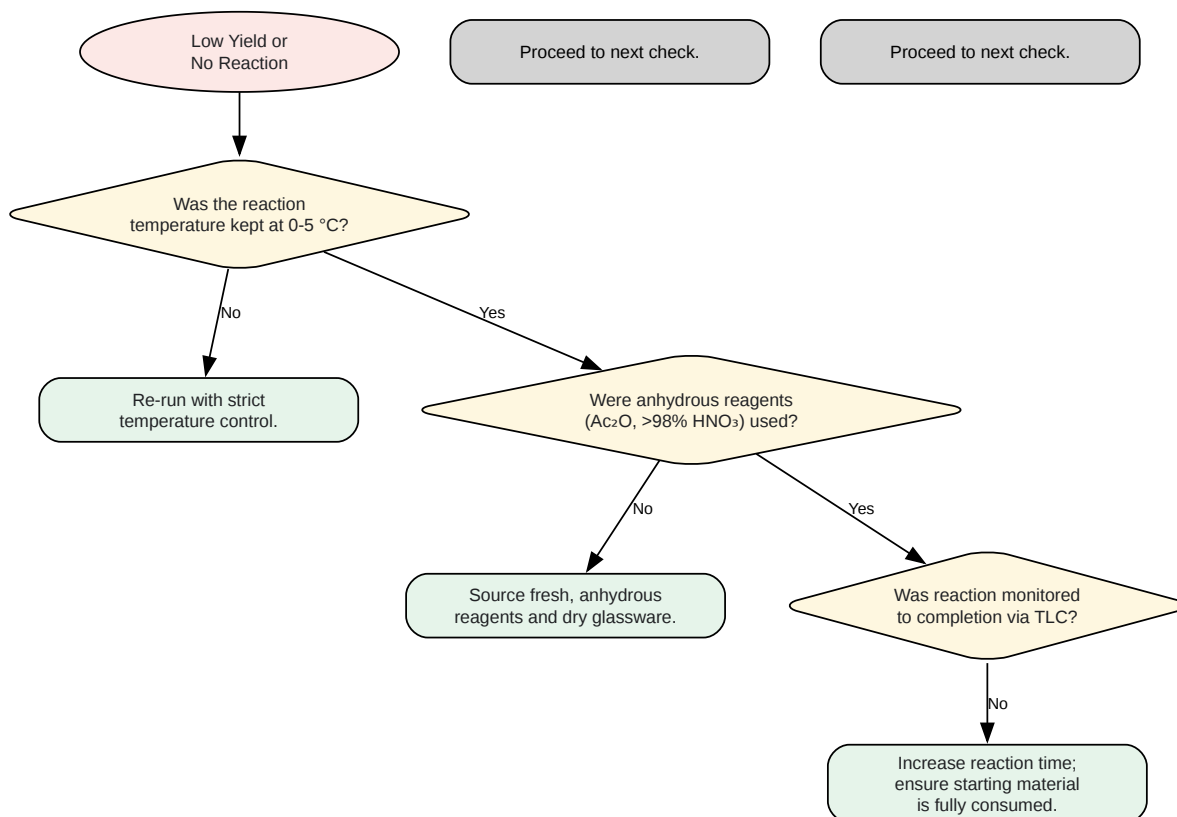 Low Yield or
No Reaction
Proceed to next check.
Proceed to next check.
Was the reaction
temperature kept at 0-5 °C?
No
Yes
Re-run with strict
temperature control.
Were anhydrous reagents
(Ac₂O, >98% HNO₃) used?
No
Yes
Source fresh, anhydrous
reagents and dry glassware.
Was reaction monitored
to completion via TLC?
No
Increase reaction time;
ensure starting material
is fully consumed.